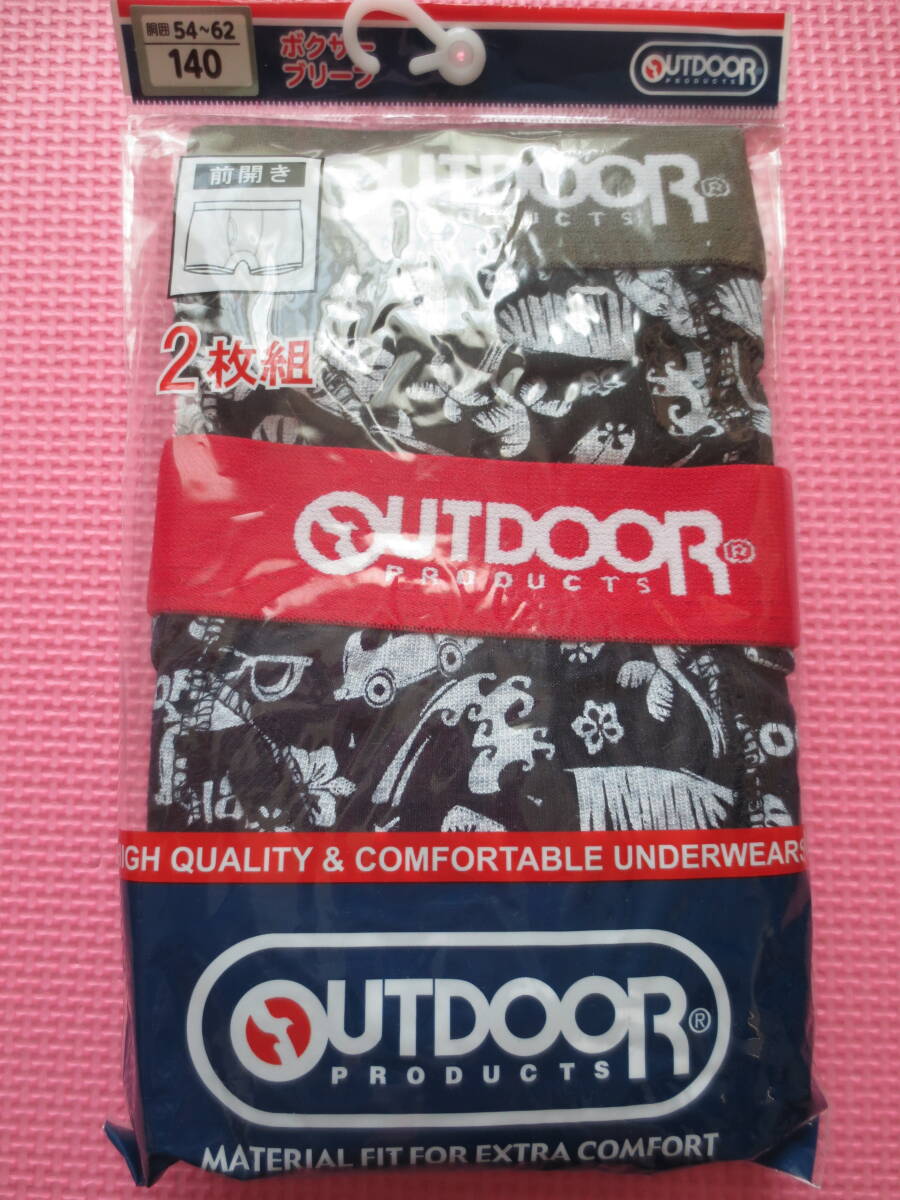 胴囲 54~62
140
ボクサー
ブリーフ
OUTDOOR®
PRODUCTS
前開き
OUTDOOR®
PRODUCTS
2枚組
OUTDOOR®
PRODUCTS
HIGH QUALITY & COMFORTABLE UNDERWEARS
OUTDOOR®
PRODUCTS
MATERIAL FIT FOR EXTRA COMFORT